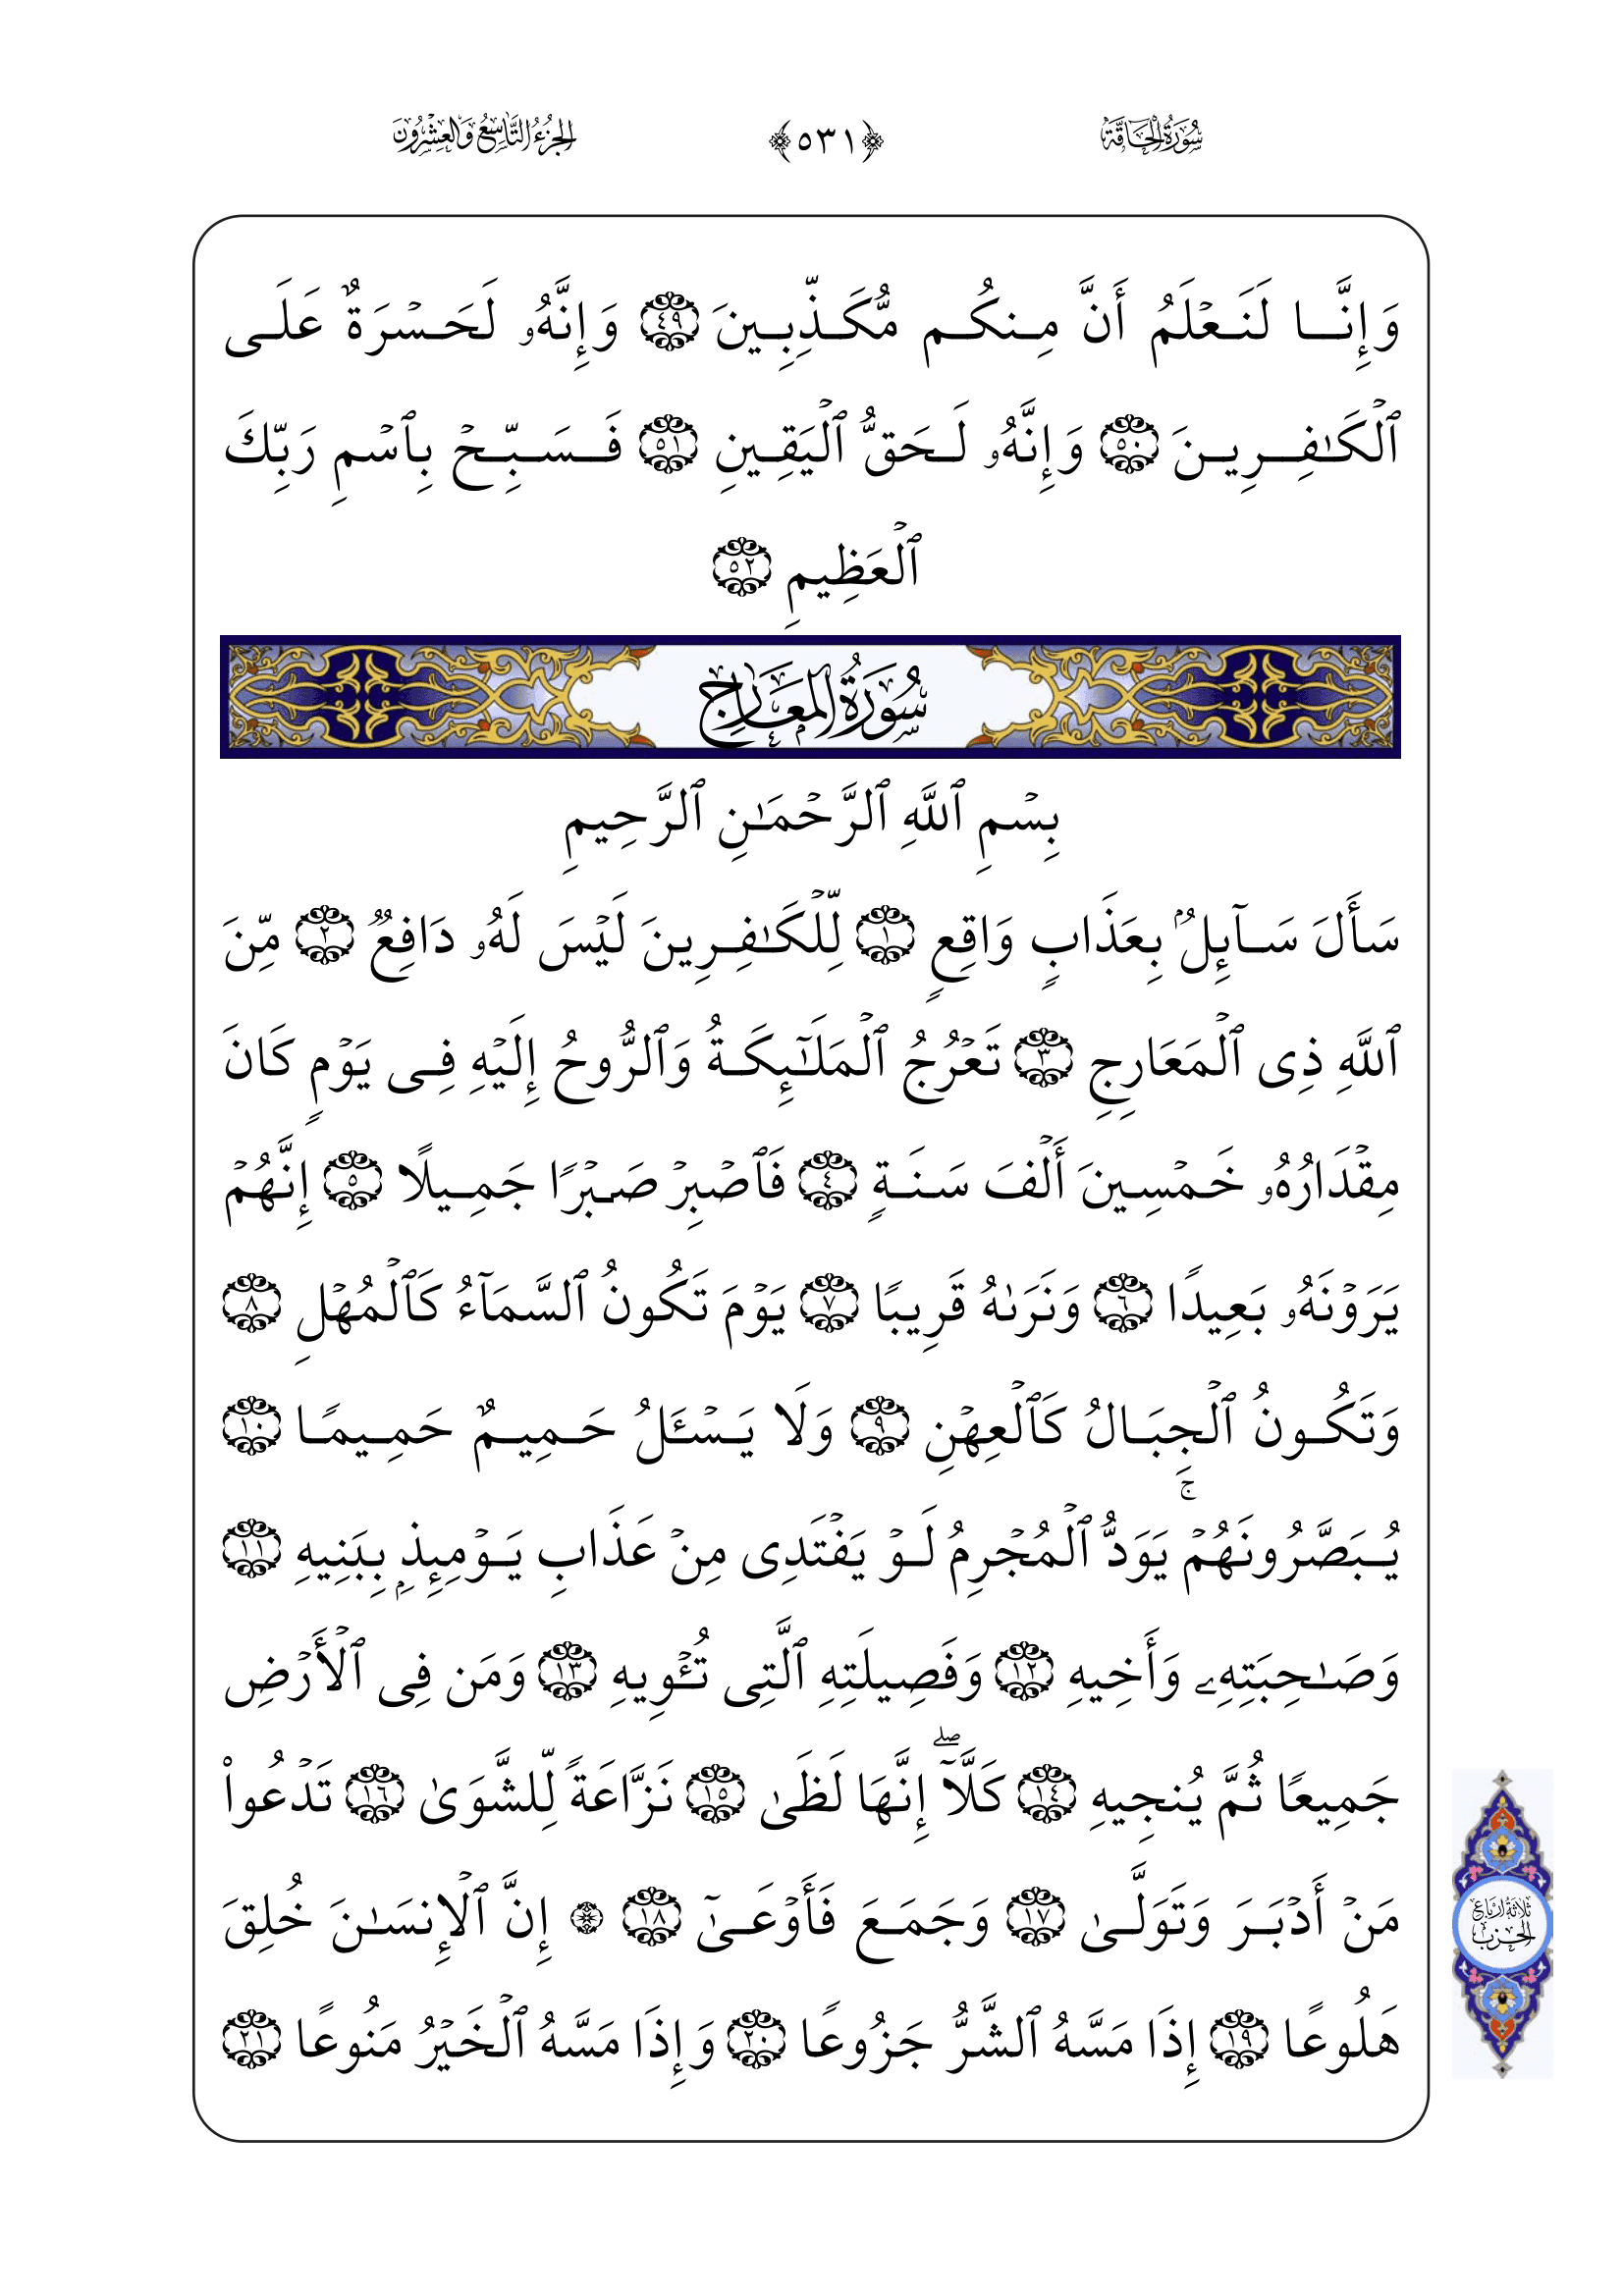 سُورَةُ الْحَاقَّةِ
﴿٥٣١﴾
الجُزْءُ التَّاسِعُ وَالعِشْرُونَ
وَإِنَّا لَنَعۡلَمُ أَنَّ مِنكُم مُّكَذِّبِينَ ٤٩ وَإِنَّهُۥ لَحَسۡرَةٌ عَلَى
ٱلۡكَـٰفِرِينَ ٥٠ وَإِنَّهُۥ لَحَقُّ ٱلۡيَقِينِ ٥١ فَسَبِّحۡ بِٱسۡمِ رَبِّكَ
ٱلۡعَظِيمِ ٥٢
سُورَةُ المَعَارِجِ
بِسۡمِ ٱللَّهِ ٱلرَّحۡمَـٰنِ ٱلرَّحِيمِ
سَأَلَ سَآئِلُۢ بِعَذَابٍ وَاقِعٍ ١ لِّلۡكَـٰفِرِينَ لَيۡسَ لَهُۥ دَافِعٌ ٢ مِّنَ
ٱللَّهِ ذِى ٱلۡمَعَارِجِ ٣ تَعۡرُجُ ٱلۡمَلَـٰٓئِكَةُ وَٱلرُّوحُ إِلَيۡهِ فِى يَوۡمٍ كَانَ
مِقۡدَارُهُۥ خَمۡسِينَ أَلۡفَ سَنَةٍ ٤ فَٱصۡبِرۡ صَبۡرًا جَمِيلًا ٥ إِنَّهُمۡ
يَرَوۡنَهُۥ بَعِيدًا ٦ وَنَرَىٰهُ قَرِيبًا ٧ يَوۡمَ تَكُونُ ٱلسَّمَآءُ كَٱلۡمُهۡلِ ٨
وَتَكُونُ ٱلۡجِبَالُ كَٱلۡعِهۡنِ ٩ وَلَا يَسۡـَٔلُ حَمِيمٌ حَمِيمًا ١٠
يُبَصَّرُونَهُمۡۚ يَوَدُّ ٱلۡمُجۡرِمُ لَوۡ يَفۡتَدِى مِنۡ عَذَابِ يَوۡمِئِذِۭ بِبَنِيهِ ١١
وَصَـٰحِبَتِهِۦ وَأَخِيهِ ١٢ وَفَصِيلَتِهِ ٱلَّتِى تُـٔۡوِيهِ ١٣ وَمَن فِى ٱلۡأَرۡضِ
جَمِيعًا ثُمَّ يُنجِيهِ ١٤ كَلَّآۖ إِنَّهَا لَظَىٰ ١٥ نَزَّاعَةً لِّلشَّوَىٰ ١٦ تَدۡعُوا۟
مَنۡ أَدۡبَرَ وَتَوَلَّىٰ ١٧ وَجَمَعَ فَأَوۡعَىٰٓ ١٨ ۞ إِنَّ ٱلۡإِنسَـٰنَ خُلِقَ
هَلُوعًا ١٩ إِذَا مَسَّهُ ٱلشَّرُّ جَزُوعًا ٢٠ وَإِذَا مَسَّهُ ٱلۡخَيۡرُ مَنُوعًا ٢١
ثَلَاثَةُ أَرْبَاعِ
الحِزْبِ